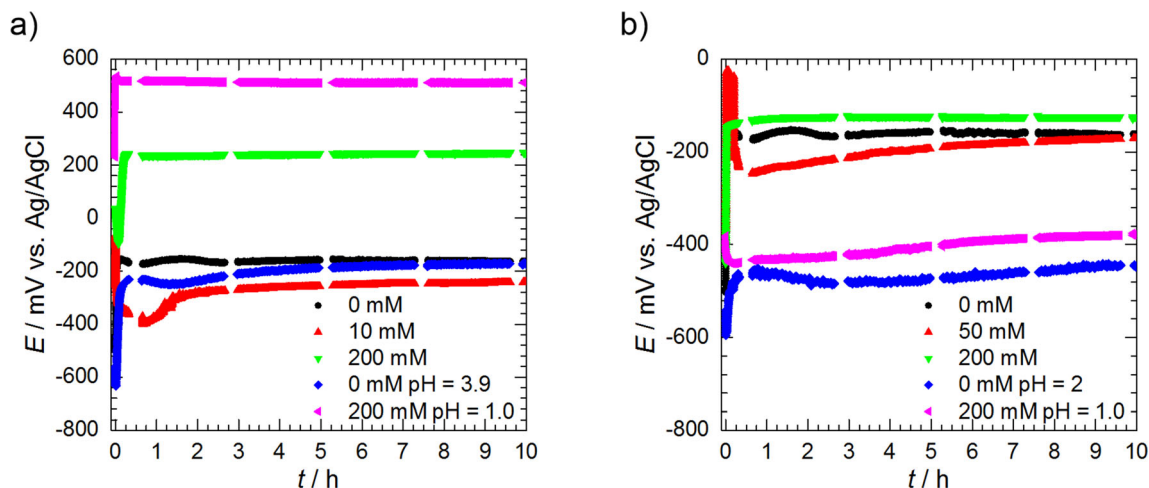 a)
E / mV vs. Ag/AgCl
600
400
200
0
-200
-400
-600
-800
0 1 2 3 4 5 6 7 8 9 10
t / h
0 mM
10 mM
200 mM
0 mM pH = 3.9
200 mM pH = 1.0
b)
E / mV vs. Ag/AgCl
0
-200
-400
-600
-800
0 1 2 3 4 5 6 7 8 9 10
t / h
0 mM
50 mM
200 mM
0 mM pH = 2
200 mM pH = 1.0